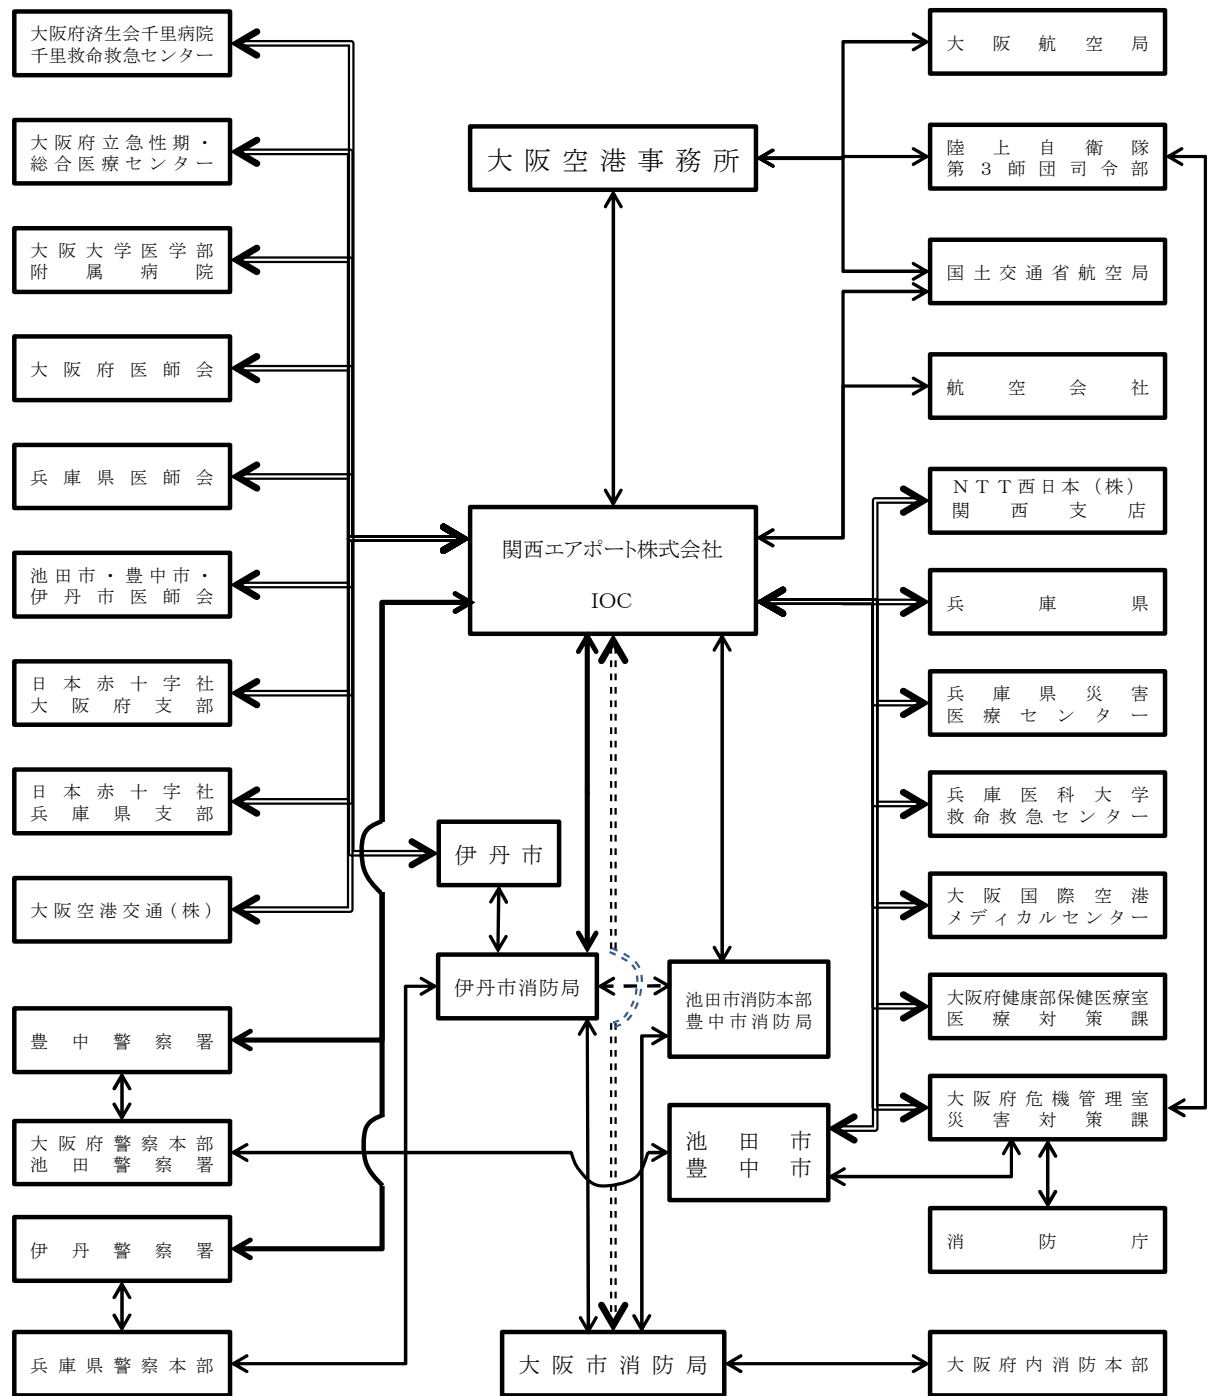 大阪府済生会千里病院
千里救命救急センター
大阪府立急性期・
総合医療センター
大阪大学医学部
附属病院
大阪府医師会
兵庫県医師会
池田市・豊中市・
伊丹市医師会
日本赤十字社
大阪府支部
日本赤十字社
兵庫県支部
大阪空港交通(株)
豊中警察署
大阪府警察本部
池田警察署
伊丹警察署
兵庫県警察本部
大阪空港事務所
関西エアポート株式会社
IOC
伊丹市
伊丹市消防局
池田市消防本部
豊中市消防局
池田市
豊中市
大阪市消防局
大阪航空局
陸上自衛隊
第3師団司令部
国土交通省航空局
航空会社
NTT西日本(株)
関西支店
兵庫県
兵庫県災害
医療センター
兵庫医科大学
救命救急センター
大阪国際空港
メディカルセンター
大阪府健康部保健医療室
医療対策課
大阪府危機管理室
災害対策課
消防庁
大阪府内消防本部